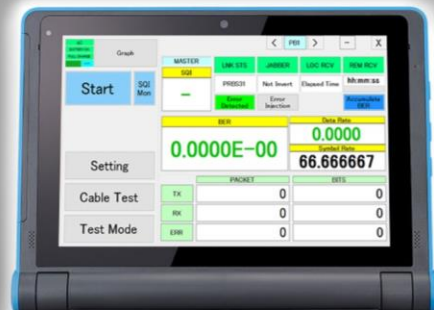 Graph
< PER > - X
MASTER LNK STS JABBER LOC RCV REM RCV
SQI
Start SQI Mon
— PRBS31 Not Invert Elapsed Time hh:mm:ss
Error Detected Error Injection Accumulate BER
BER Data Rate
0.0000E-00 0.0000
Symbol Rate
66.666667
Setting
PACKET BITS
Cable Test TX 0 0
RX 0 0
Test Mode ERR 0 0